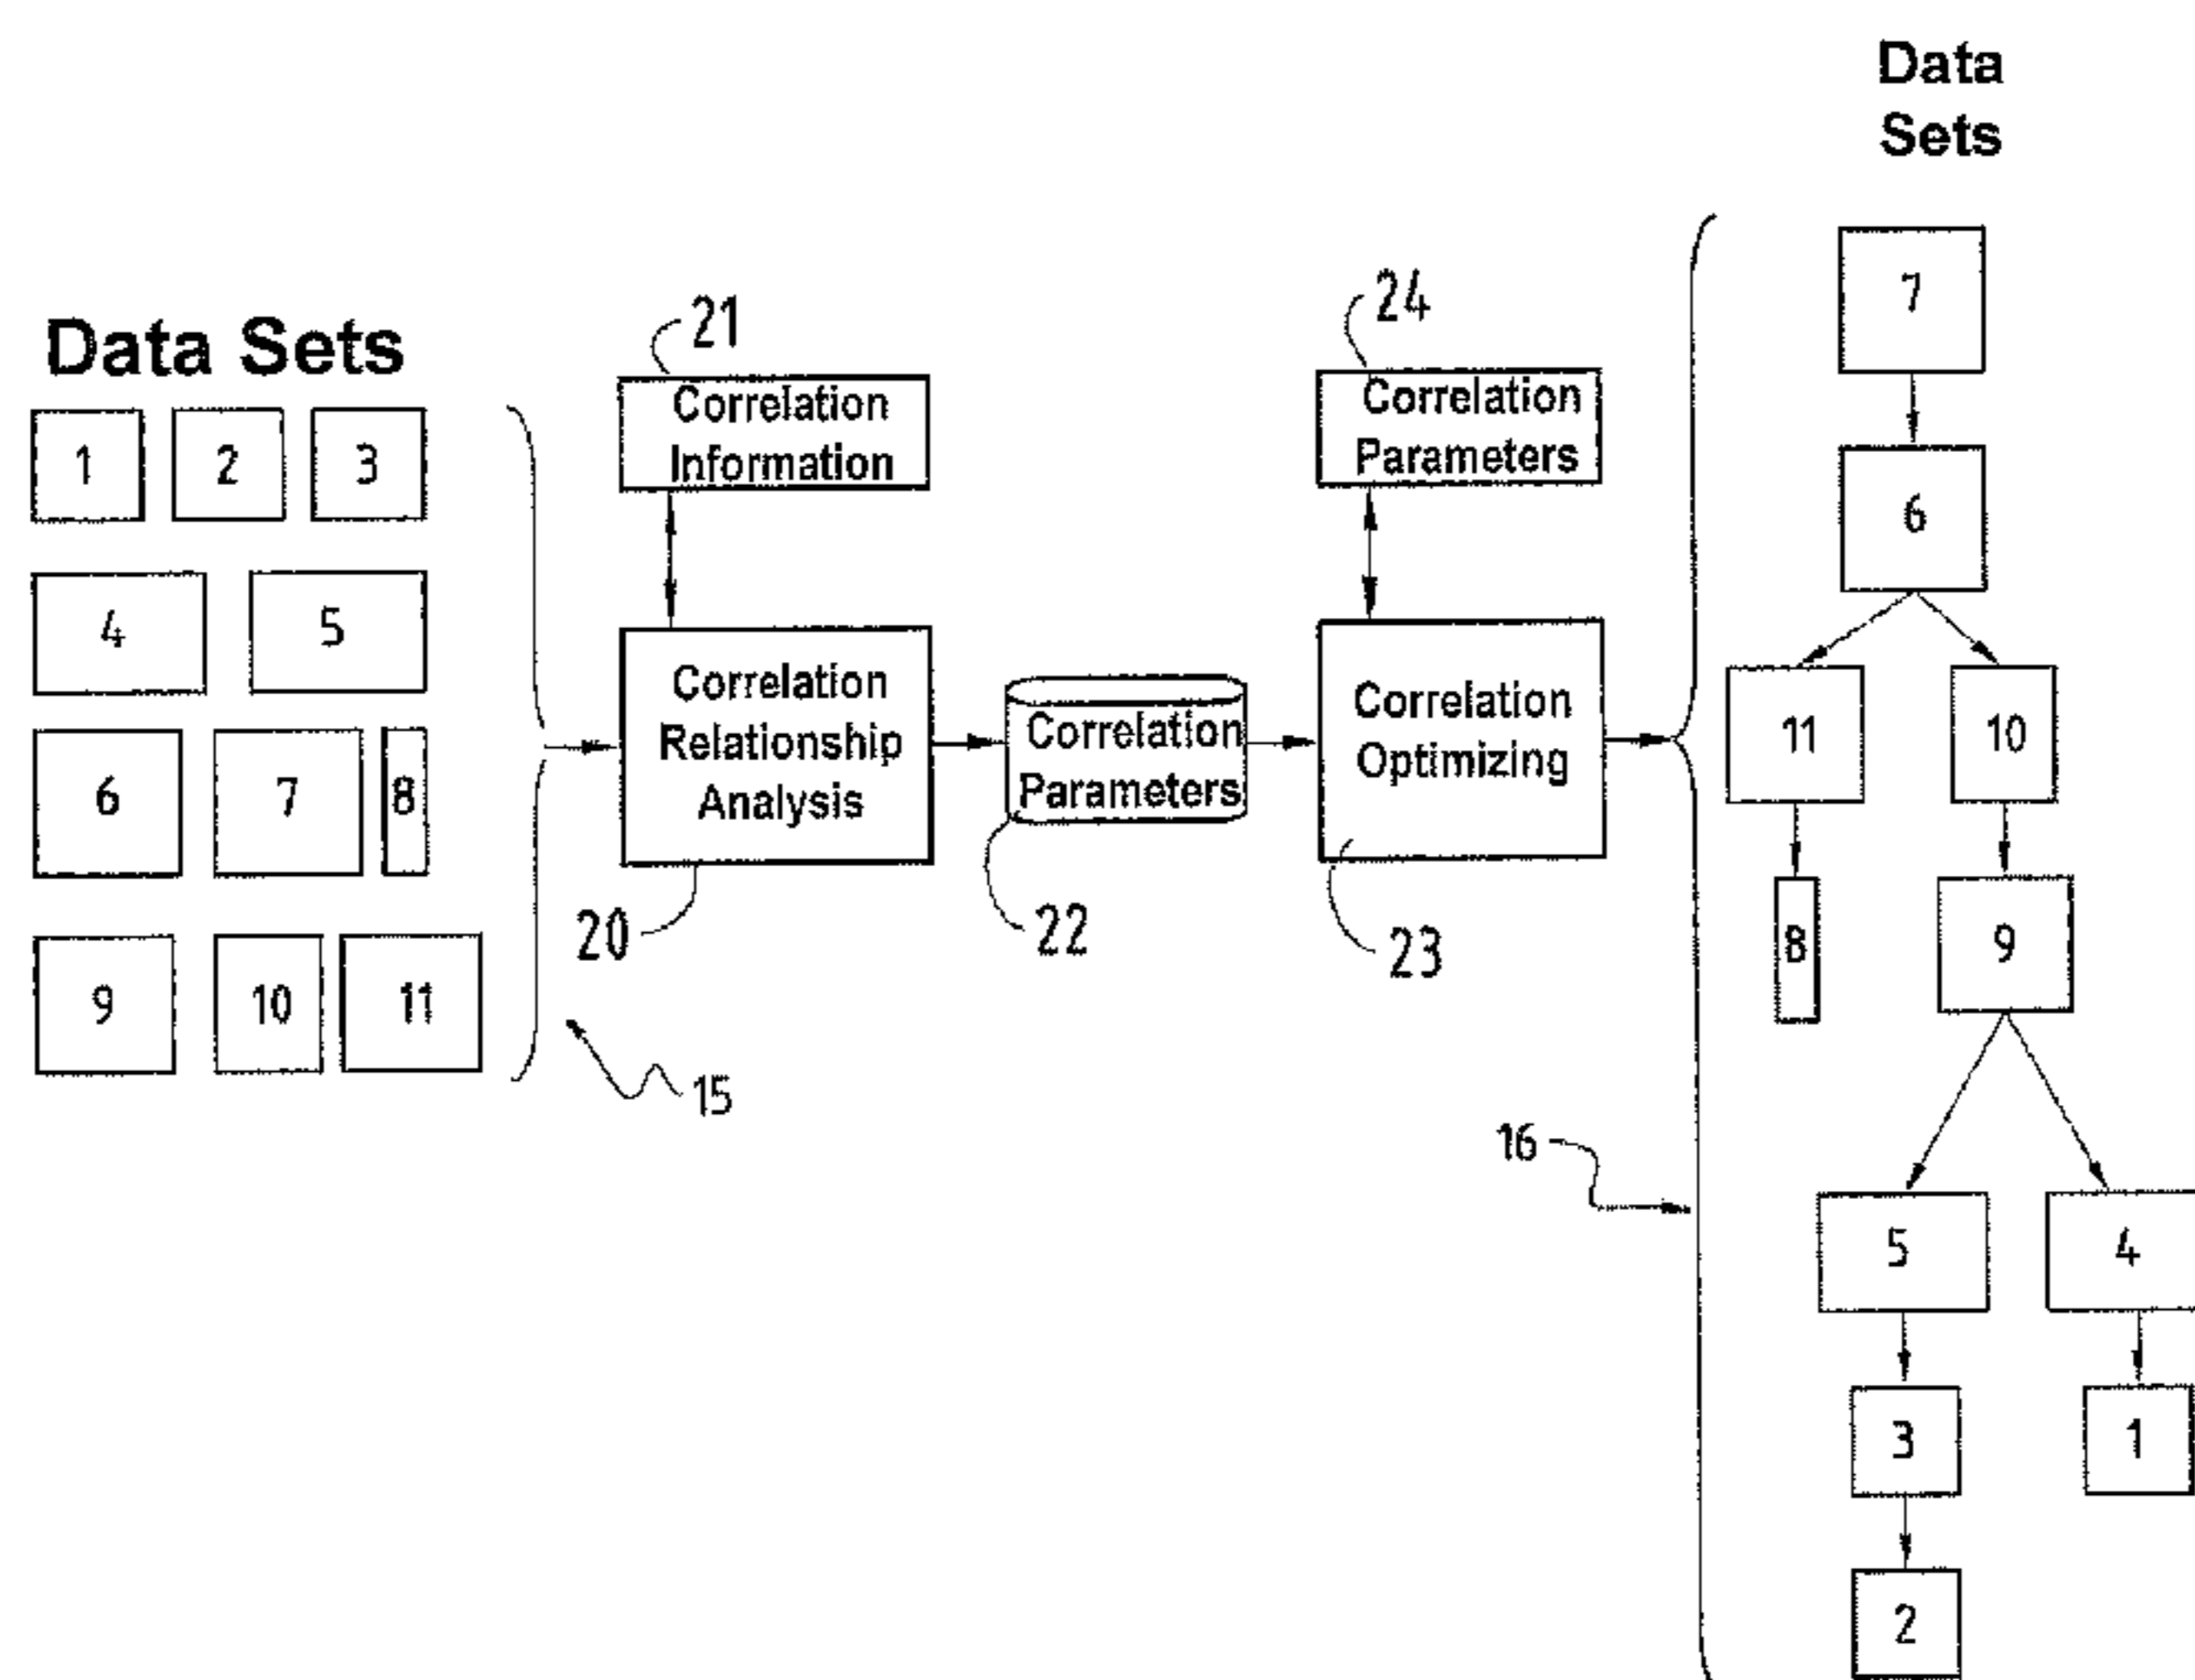 Data Sets
1 2 3
4 5
6 7 8
9 10 11
15
21
Correlation
Information
Correlation
Relationship
Analysis
20
Correlation
Parameters
22
24
Correlation
Parameters
Correlation
Optimizing
23
16
Data
Sets
7
6
11 10
8 9
5 4
3 1
2